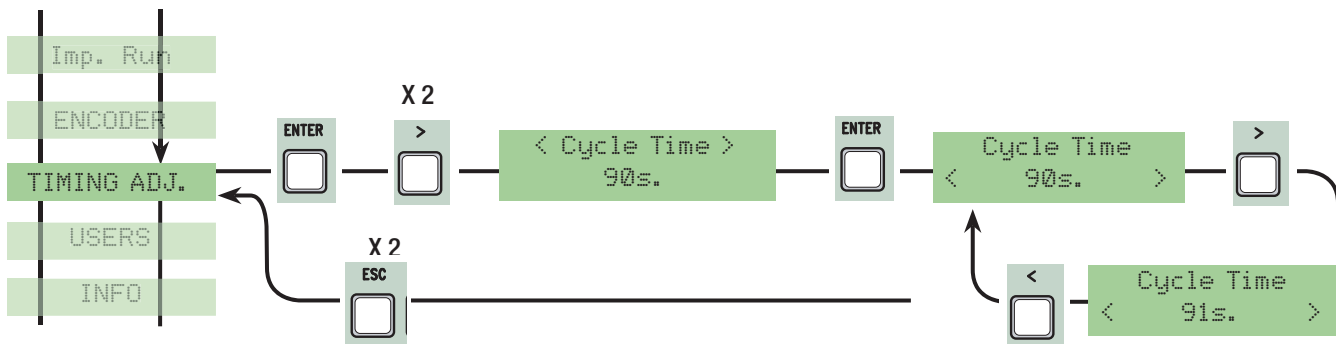 Imp. Run
ENCODER
TIMING ADJ.
USERS
INFO
ENTER
X 2
>
< Cycle Time >
90s.
ENTER
Cycle Time
< 90s. >
>
X 2
ESC
<
Cycle Time
< 91s. >